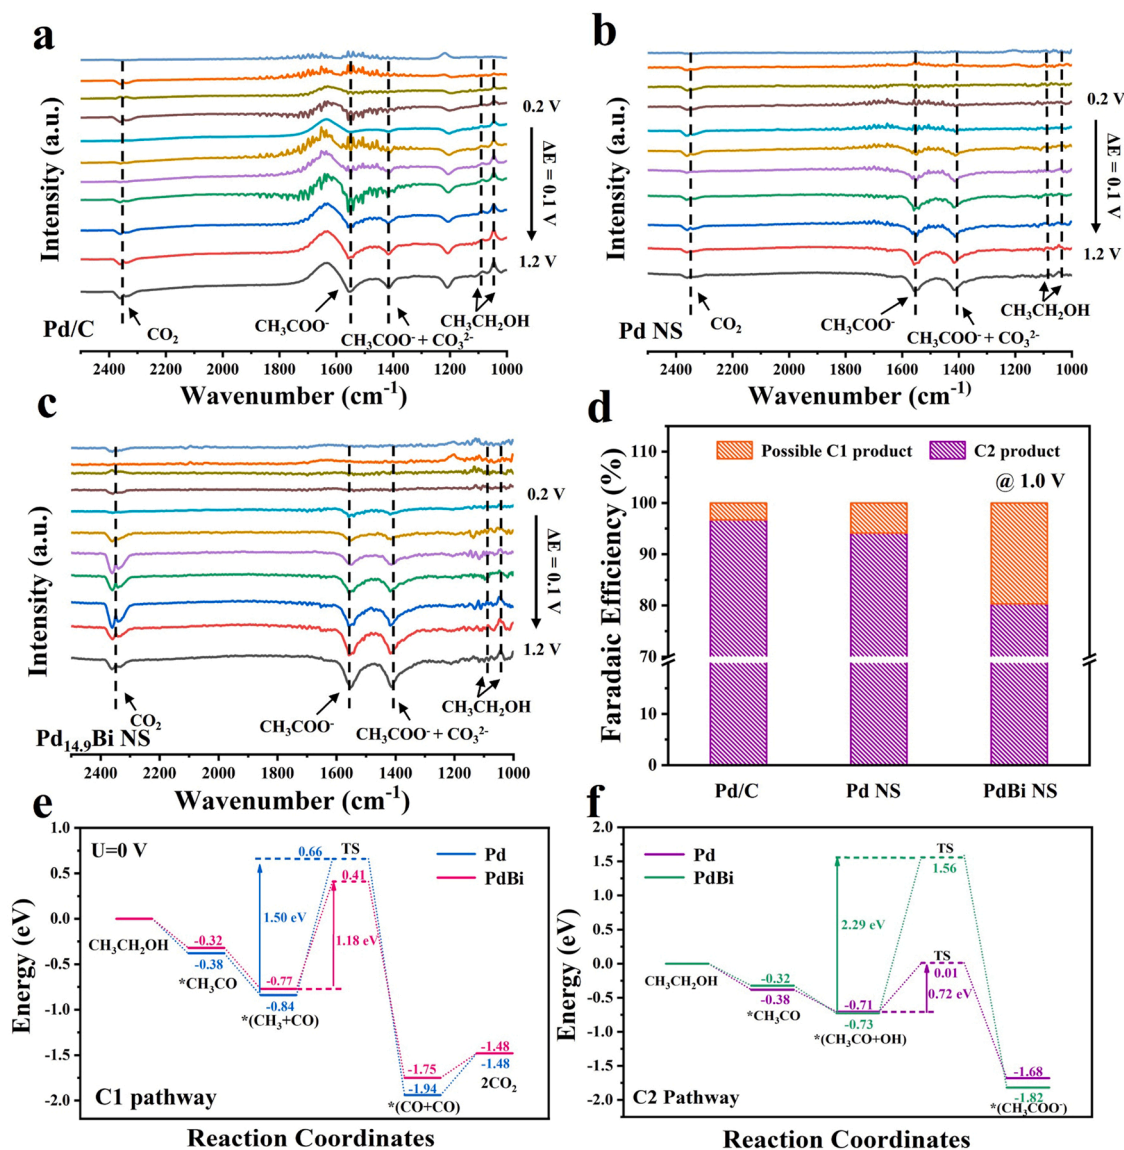 a
Intensity (a.u.)
0.2 V
ΔE = 0.1 V
1.2 V
Pd/C
CO₂
CH₃COO⁻
CH₃COO⁻ + CO₃²⁻
CH₃CH₂OH
2400 2200 2000 1800 1600 1400 1200 1000
Wavenumber (cm⁻¹)
b
Intensity (a.u.)
0.2 V
ΔE = 0.1 V
1.2 V
Pd NS
CO₂
CH₃COO⁻
CH₃COO⁻ + CO₃²⁻
CH₃CH₂OH
2400 2200 2000 1800 1600 1400 1200 1000
Wavenumber (cm⁻¹)
c
Intensity (a.u.)
0.2 V
ΔE = 0.1 V
1.2 V
Pd₁₄.₉Bi NS
CO₂
CH₃COO⁻
CH₃COO⁻ + CO₃²⁻
CH₃CH₂OH
2400 2200 2000 1800 1600 1400 1200 1000
Wavenumber (cm⁻¹)
d
Faradaic Efficiency (%)
Possible C1 product
C2 product
@ 1.0 V
110
100
90
80
70
10
0
Pd/C Pd NS PdBi NS
e
Energy (eV)
U=0 V
Pd
PdBi
1.0
0.5
0.0
-0.5
-1.0
-1.5
-2.0
CH₃CH₂OH
-0.32
-0.38
*CH₃CO
-0.77
-0.84
*(CH₃+CO)
1.50 eV
0.66
TS
0.41
1.18 eV
-1.75
-1.94
*(CO+CO)
-1.48
-1.48
2CO₂
C1 pathway
Reaction Coordinates
f
Energy (eV)
Pd
PdBi
2.0
1.5
1.0
0.5
0.0
-0.5
-1.0
-1.5
-2.0
CH₃CH₂OH
-0.32
-0.38
*CH₃CO
-0.71
-0.73
*(CH₃CO+OH)
2.29 eV
TS
1.56
TS
0.01
0.72 eV
-1.68
-1.82
*(CH₃COO⁻)
C2 Pathway
Reaction Coordinates